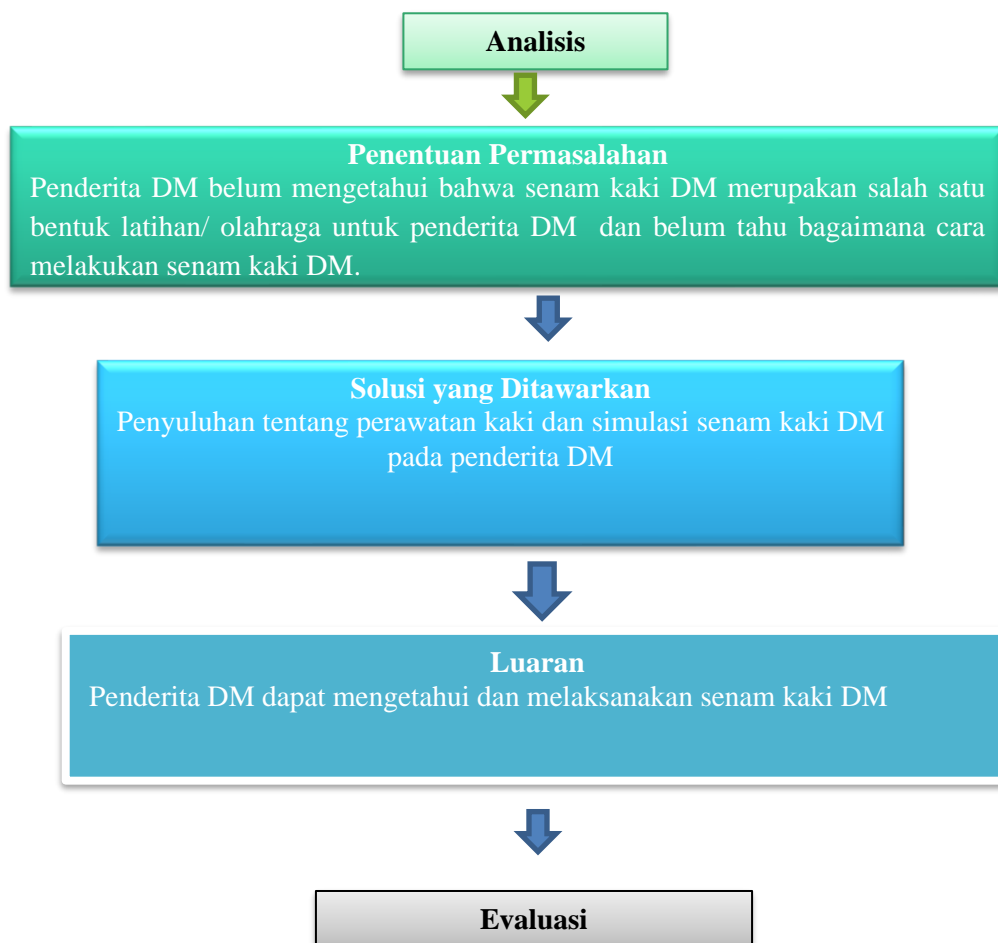 Analisis
Penentuan Permasalahan
Penderita DM belum mengetahui bahwa senam kaki DM merupakan salah satu
bentuk latihan/ olahraga untuk penderita DM dan belum tahu bagaimana cara
melakukan senam kaki DM.
Solusi yang Ditawarkan
Penyuluhan tentang perawatan kaki dan simulasi senam kaki DM
pada penderita DM
Luaran
Penderita DM dapat mengetahui dan melaksanakan senam kaki DM
Evaluasi